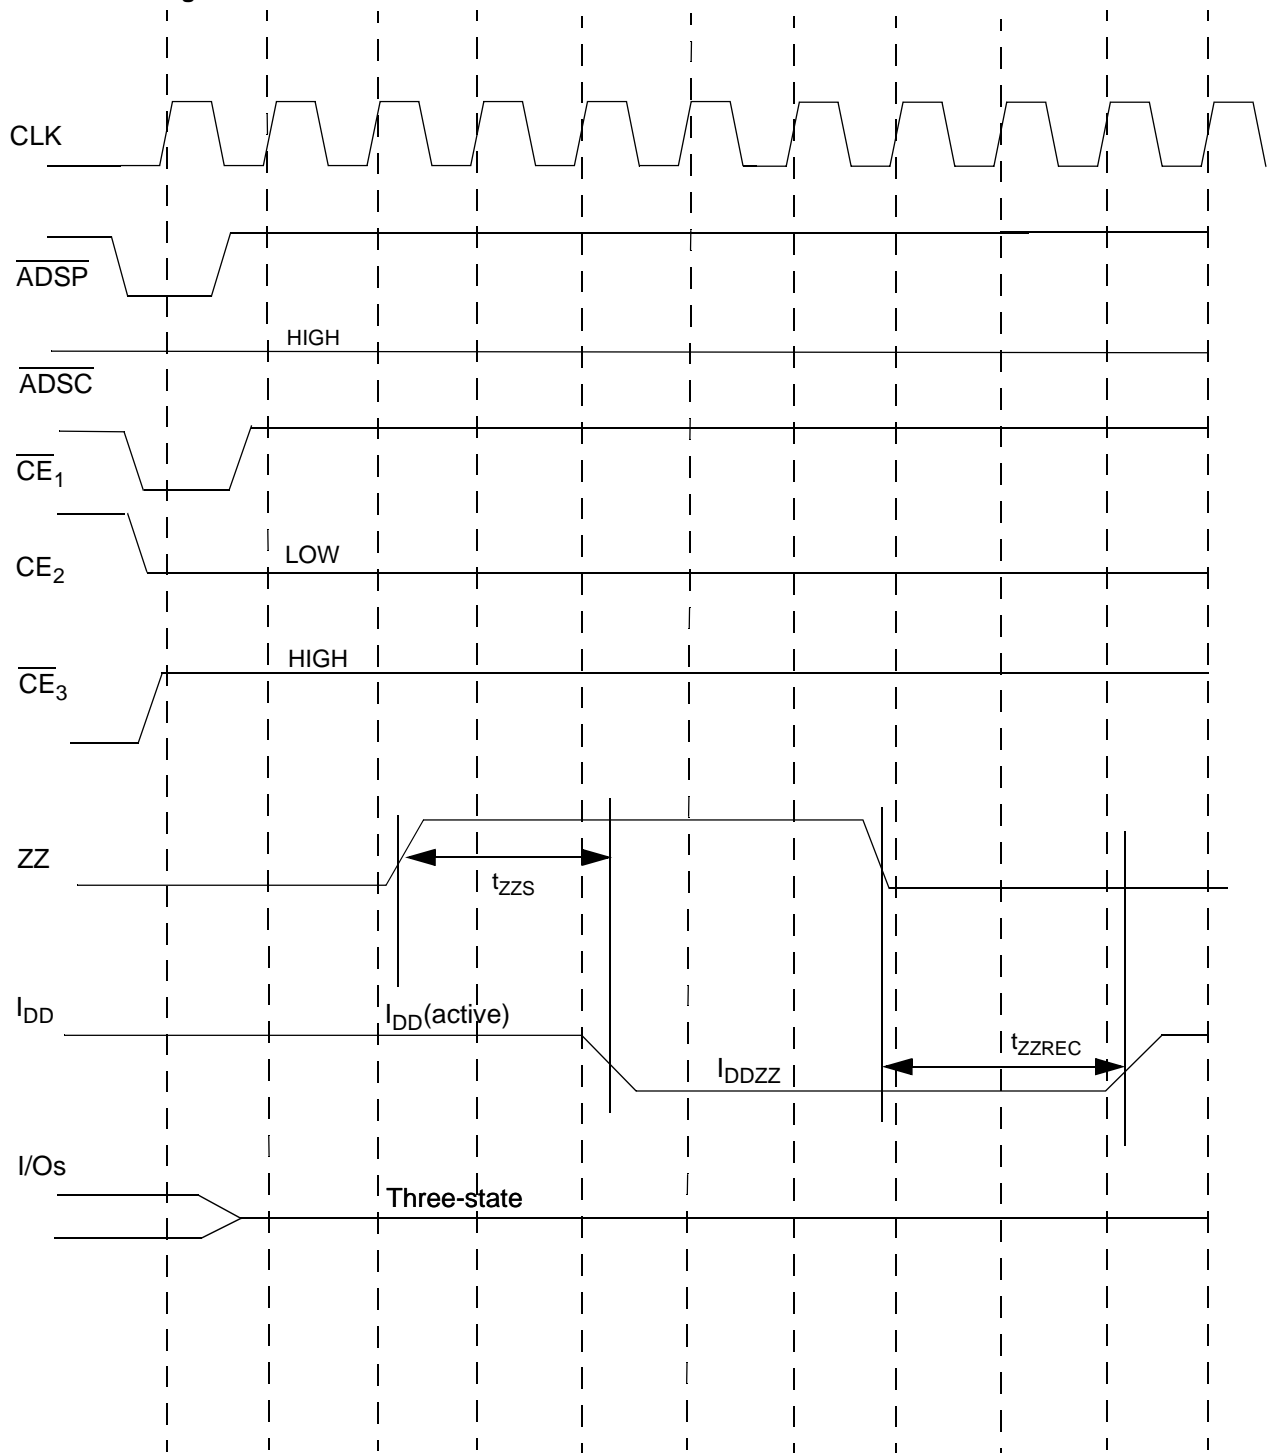 CLK
ADSP
HIGH
ADSC
CE1
LOW
CE2
HIGH
CE3
ZZ
tZZS
IDD
IDD(active)
tZZREC
IDDZZ
I/Os
Three-state